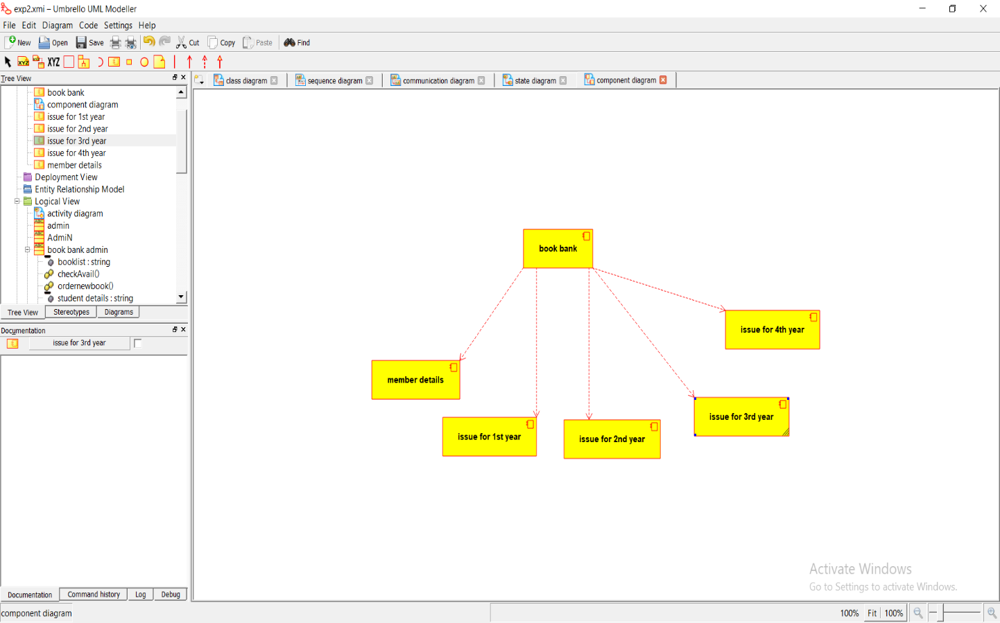 exp2.xmi – Umbrello UML Modeller
File Edit Diagram Code Settings Help
New Open Save Cut Copy Paste Find
XYZ XYZ
Tree View
class diagram sequence diagram communication diagram state diagram component diagram
book bank
component diagram
issue for 1st year
issue for 2nd year
issue for 3rd year
issue for 4th year
member details
Deployment View
Entity Relationship Model
Logical View
activity diagram
admin
AdmiN
book bank admin
booklist : string
checkAvail()
ordernewbook()
student details : string
Tree View Stereotypes Diagrams
Documentation
issue for 3rd year
book bank
issue for 4th year
member details
issue for 3rd year
issue for 1st year
issue for 2nd year
Activate Windows
Go to Settings to activate Windows.
Documentation Command history Log Debug
component diagram
100% Fit 100%